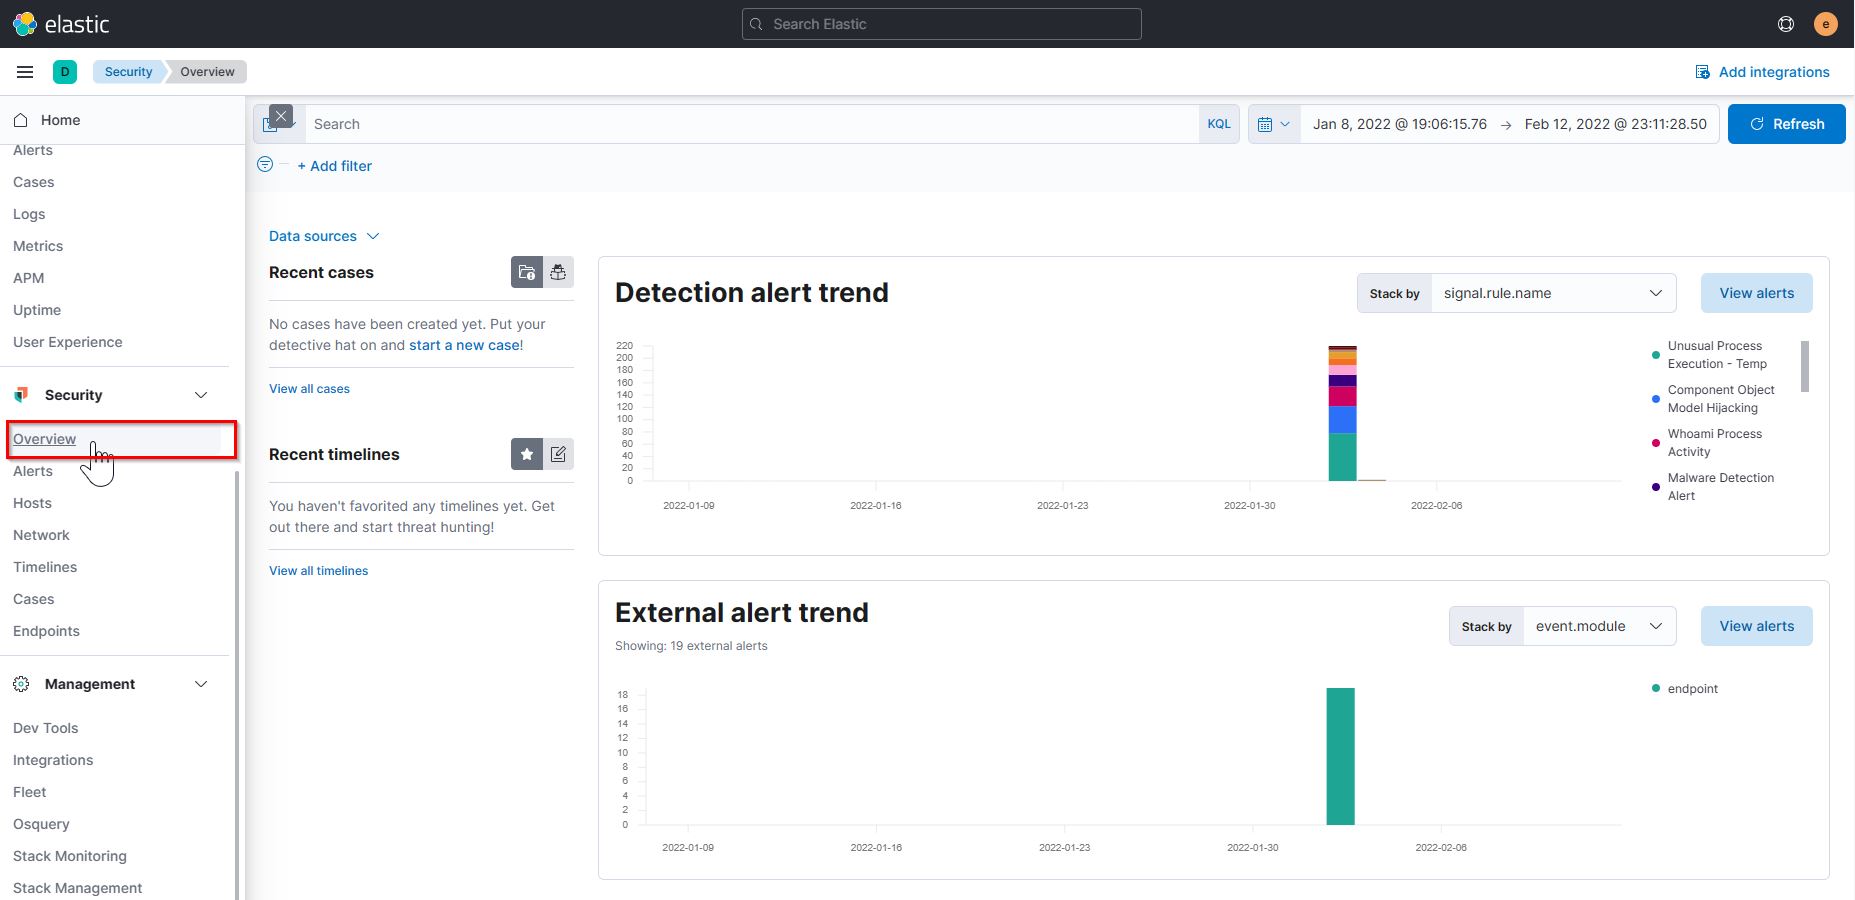 elastic
Search Elastic
e
D
Security
Overview
Add integrations
Home
Alerts
Cases
Logs
Metrics
APM
Uptime
User Experience
Security
Overview
Alerts
Hosts
Network
Timelines
Cases
Endpoints
Management
Dev Tools
Integrations
Fleet
Osquery
Stack Monitoring
Stack Management
Search
KQL
Jan 8, 2022 @ 19:06:15.76 → Feb 12, 2022 @ 23:11:28.50
Refresh
+ Add filter
Data sources
Recent cases
No cases have been created yet. Put your
detective hat on and start a new case!
View all cases
Recent timelines
You haven't favorited any timelines yet. Get
out there and start threat hunting!
View all timelines
Detection alert trend
Stack by
signal.rule.name
View alerts
220
200
180
160
140
120
100
80
60
40
20
0
2022-01-09
2022-01-16
2022-01-23
2022-01-30
2022-02-06
Unusual Process
Execution - Temp
Component Object
Model Hijacking
Whoami Process
Activity
Malware Detection
Alert
External alert trend
Showing: 19 external alerts
Stack by
event.module
View alerts
18
16
14
12
10
8
6
4
2
0
2022-01-09
2022-01-16
2022-01-23
2022-01-30
2022-02-06
endpoint